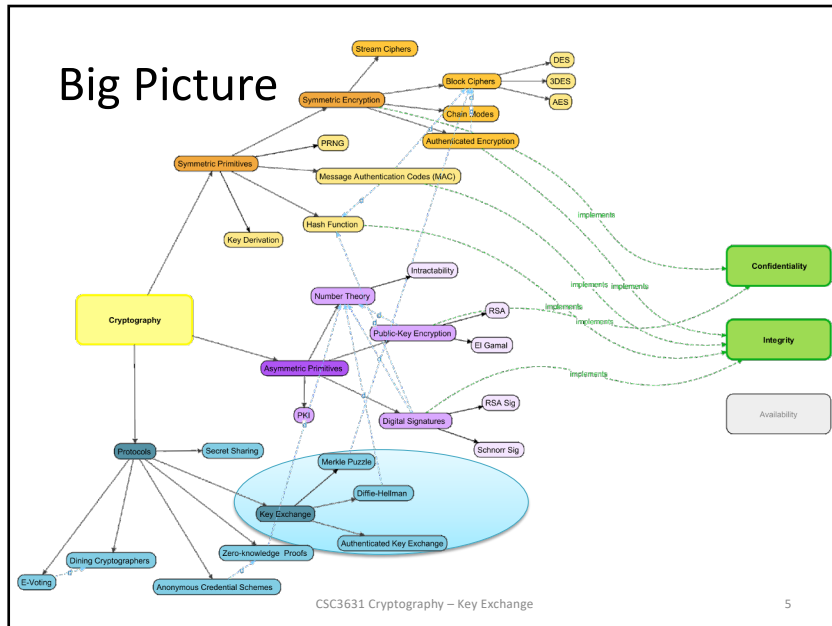 Big Picture
Stream Ciphers
Block Ciphers
DES
3DES
AES
Symmetric Encryption
Chain Modes
Authenticated Encryption
PRNG
Symmetric Primitives
Message Authentication Codes (MAC)
Hash Function
Key Derivation
implements
implements
implements
implements
implements
implements
Confidentiality
Integrity
Availability
Intractability
Number Theory
RSA
Public-Key Encryption
El Gamal
Cryptography
Asymmetric Primitives
PKI
Digital Signatures
RSA Sig
Schnorr Sig
d
d
d
d
d
d
d
d
Protocols
Secret Sharing
Merkle Puzzle
Diffie-Hellman
Key Exchange
Authenticated Key Exchange
Zero-knowledge Proofs
Dining Cryptographers
E-Voting
Anonymous Credential Schemes
CSC3631 Cryptography – Key Exchange
5